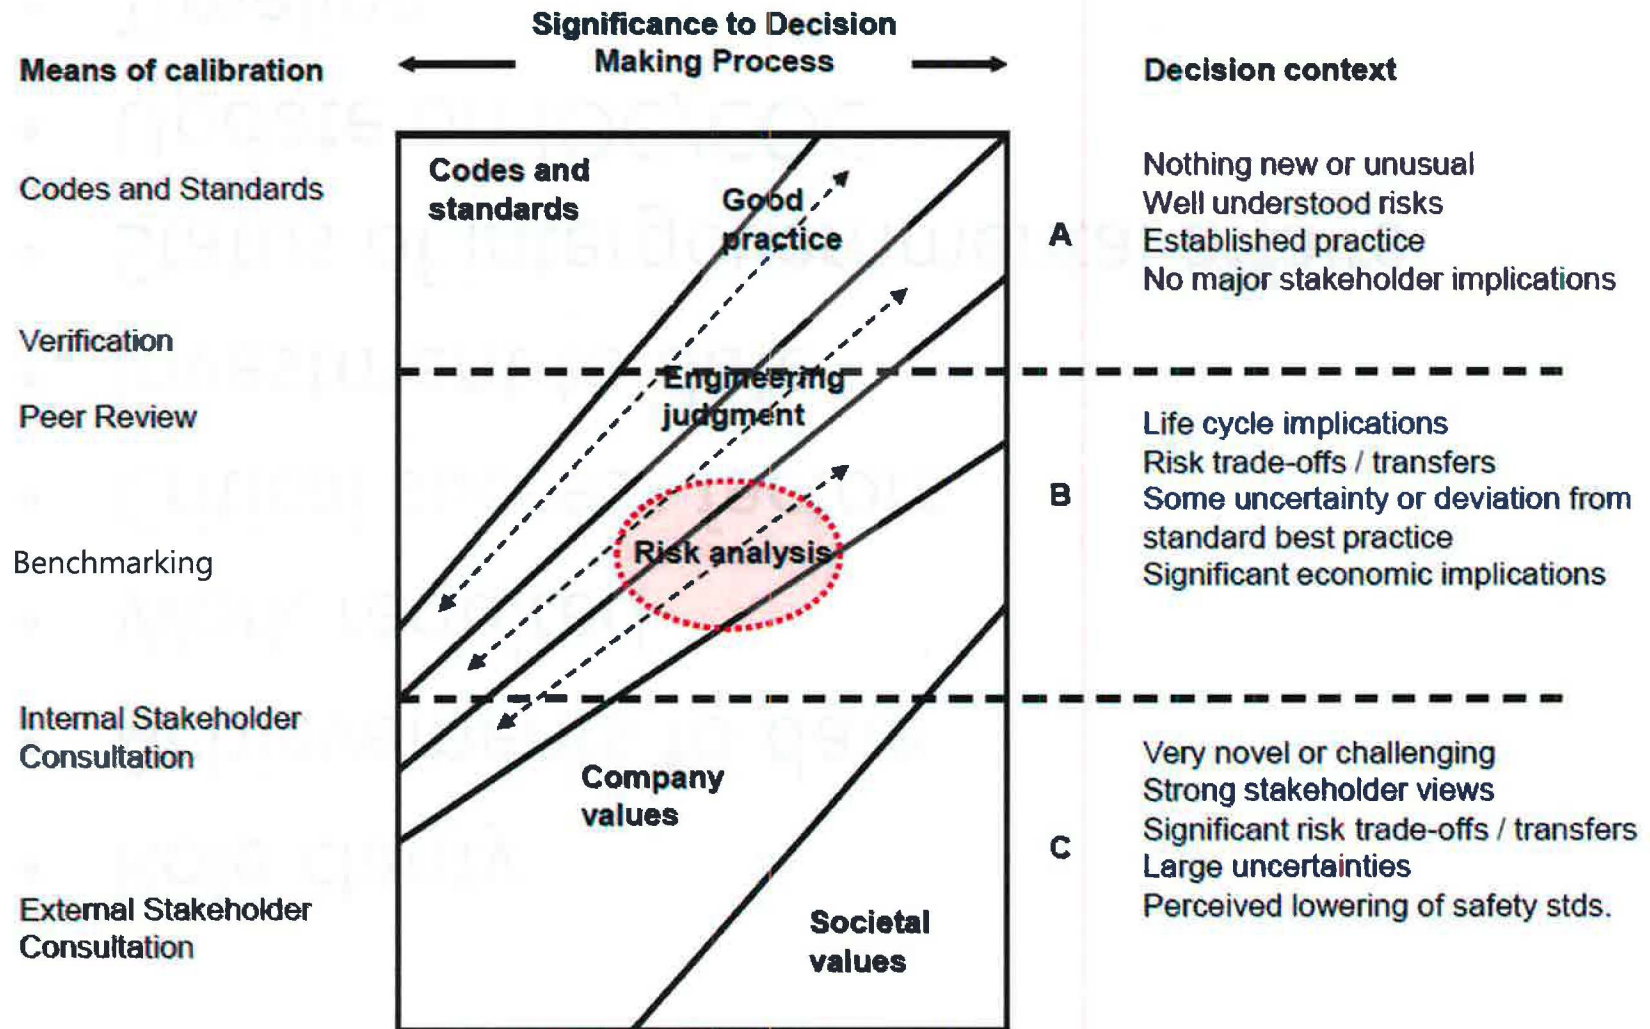 Significance to Decision
Making Process
Means of calibration
Decision context
Codes and Standards
Verification
Peer Review
Benchmarking
Internal Stakeholder
Consultation
External Stakeholder
Consultation
Codes and
standards
Good
practice
Engineering
judgment
Risk analysis
Company
values
Societal
values
A
Nothing new or unusual
Well understood risks
Established practice
No major stakeholder implications
B
Life cycle implications
Risk trade-offs / transfers
Some uncertainty or deviation from
standard best practice
Significant economic implications
C
Very novel or challenging
Strong stakeholder views
Significant risk trade-offs / transfers
Large uncertainties
Perceived lowering of safety stds.